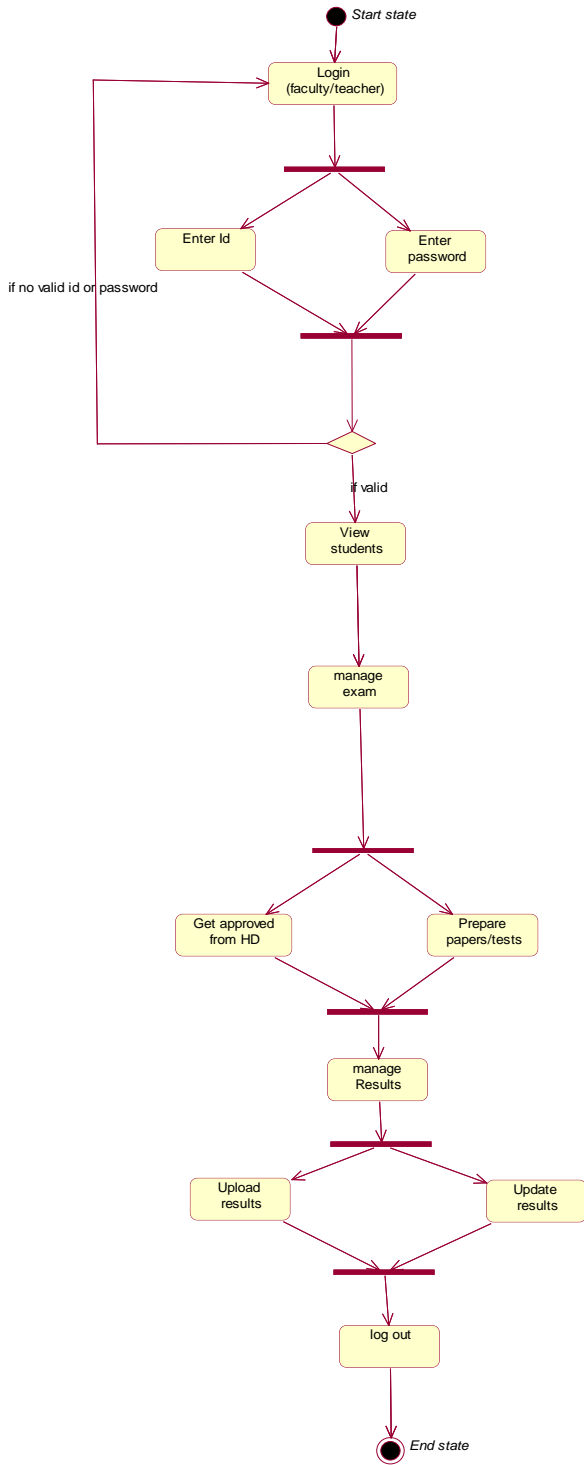 Start state
Login
(faculty/teacher)
Enter Id
Enter
password
if no valid id or password
if valid
View
students
manage
exam
Get approved
from HD
Prepare
papers/tests
manage
Results
Upload
results
Update
results
log out
End state